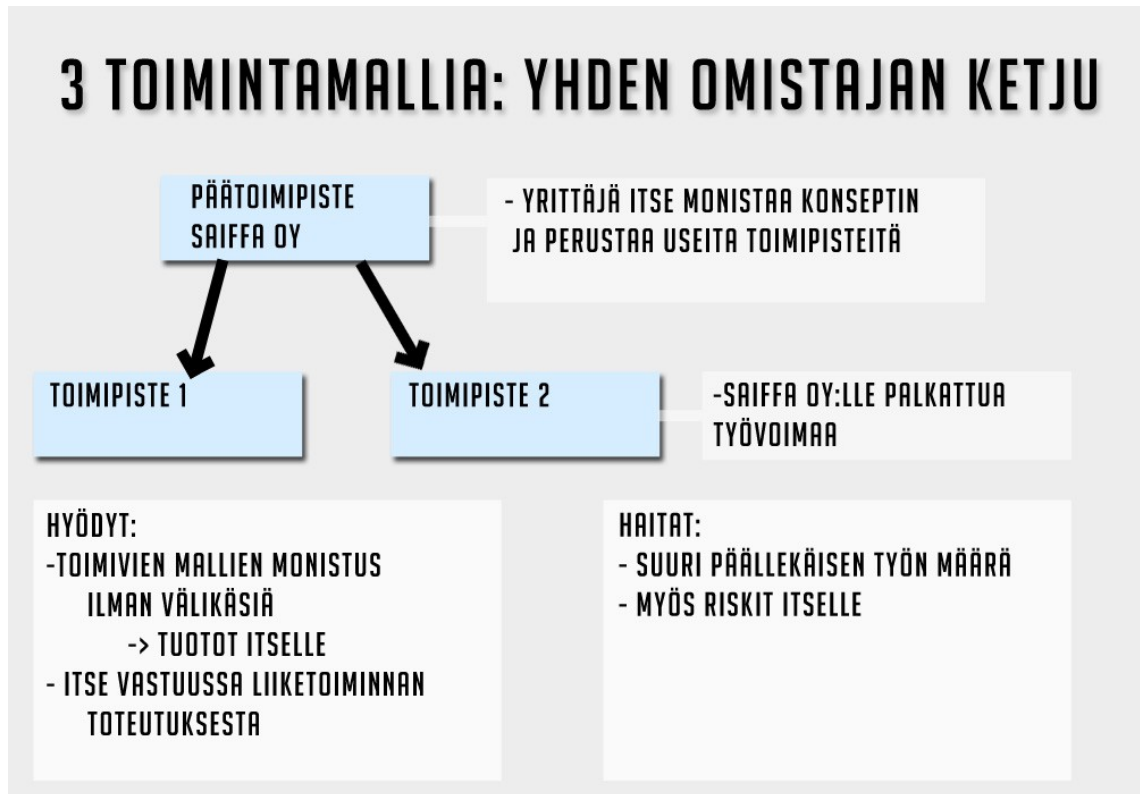 3 TOIMINTAMALLIA: YHDEN OMISTAJAN KETJU
PÄÄTOIMIPISTE
SAIFFA OY
- YRITTÄJÄ ITSE MONISTAA KONSEPTIN
JA PERUSTAA USEITA TOIMIPISTEITÄ
TOIMIPISTE 1
TOIMIPISTE 2
-SAIFFA OY:LLE PALKATTUA
TYÖVOIMAA
HYÖDYT:
-TOIMIVIEN MALLIEN MONISTUS
ILMAN VÄLIKÄSIÄ
-> TUOTOT ITSELLE
- ITSE VASTUUSSA LIIKETOIMINNAN
TOTEUTUKSESTA
HAITAT:
- SUURI PÄÄLLEKÄISEN TYÖN MÄÄRÄ
- MYÖS RISKIT ITSELLE